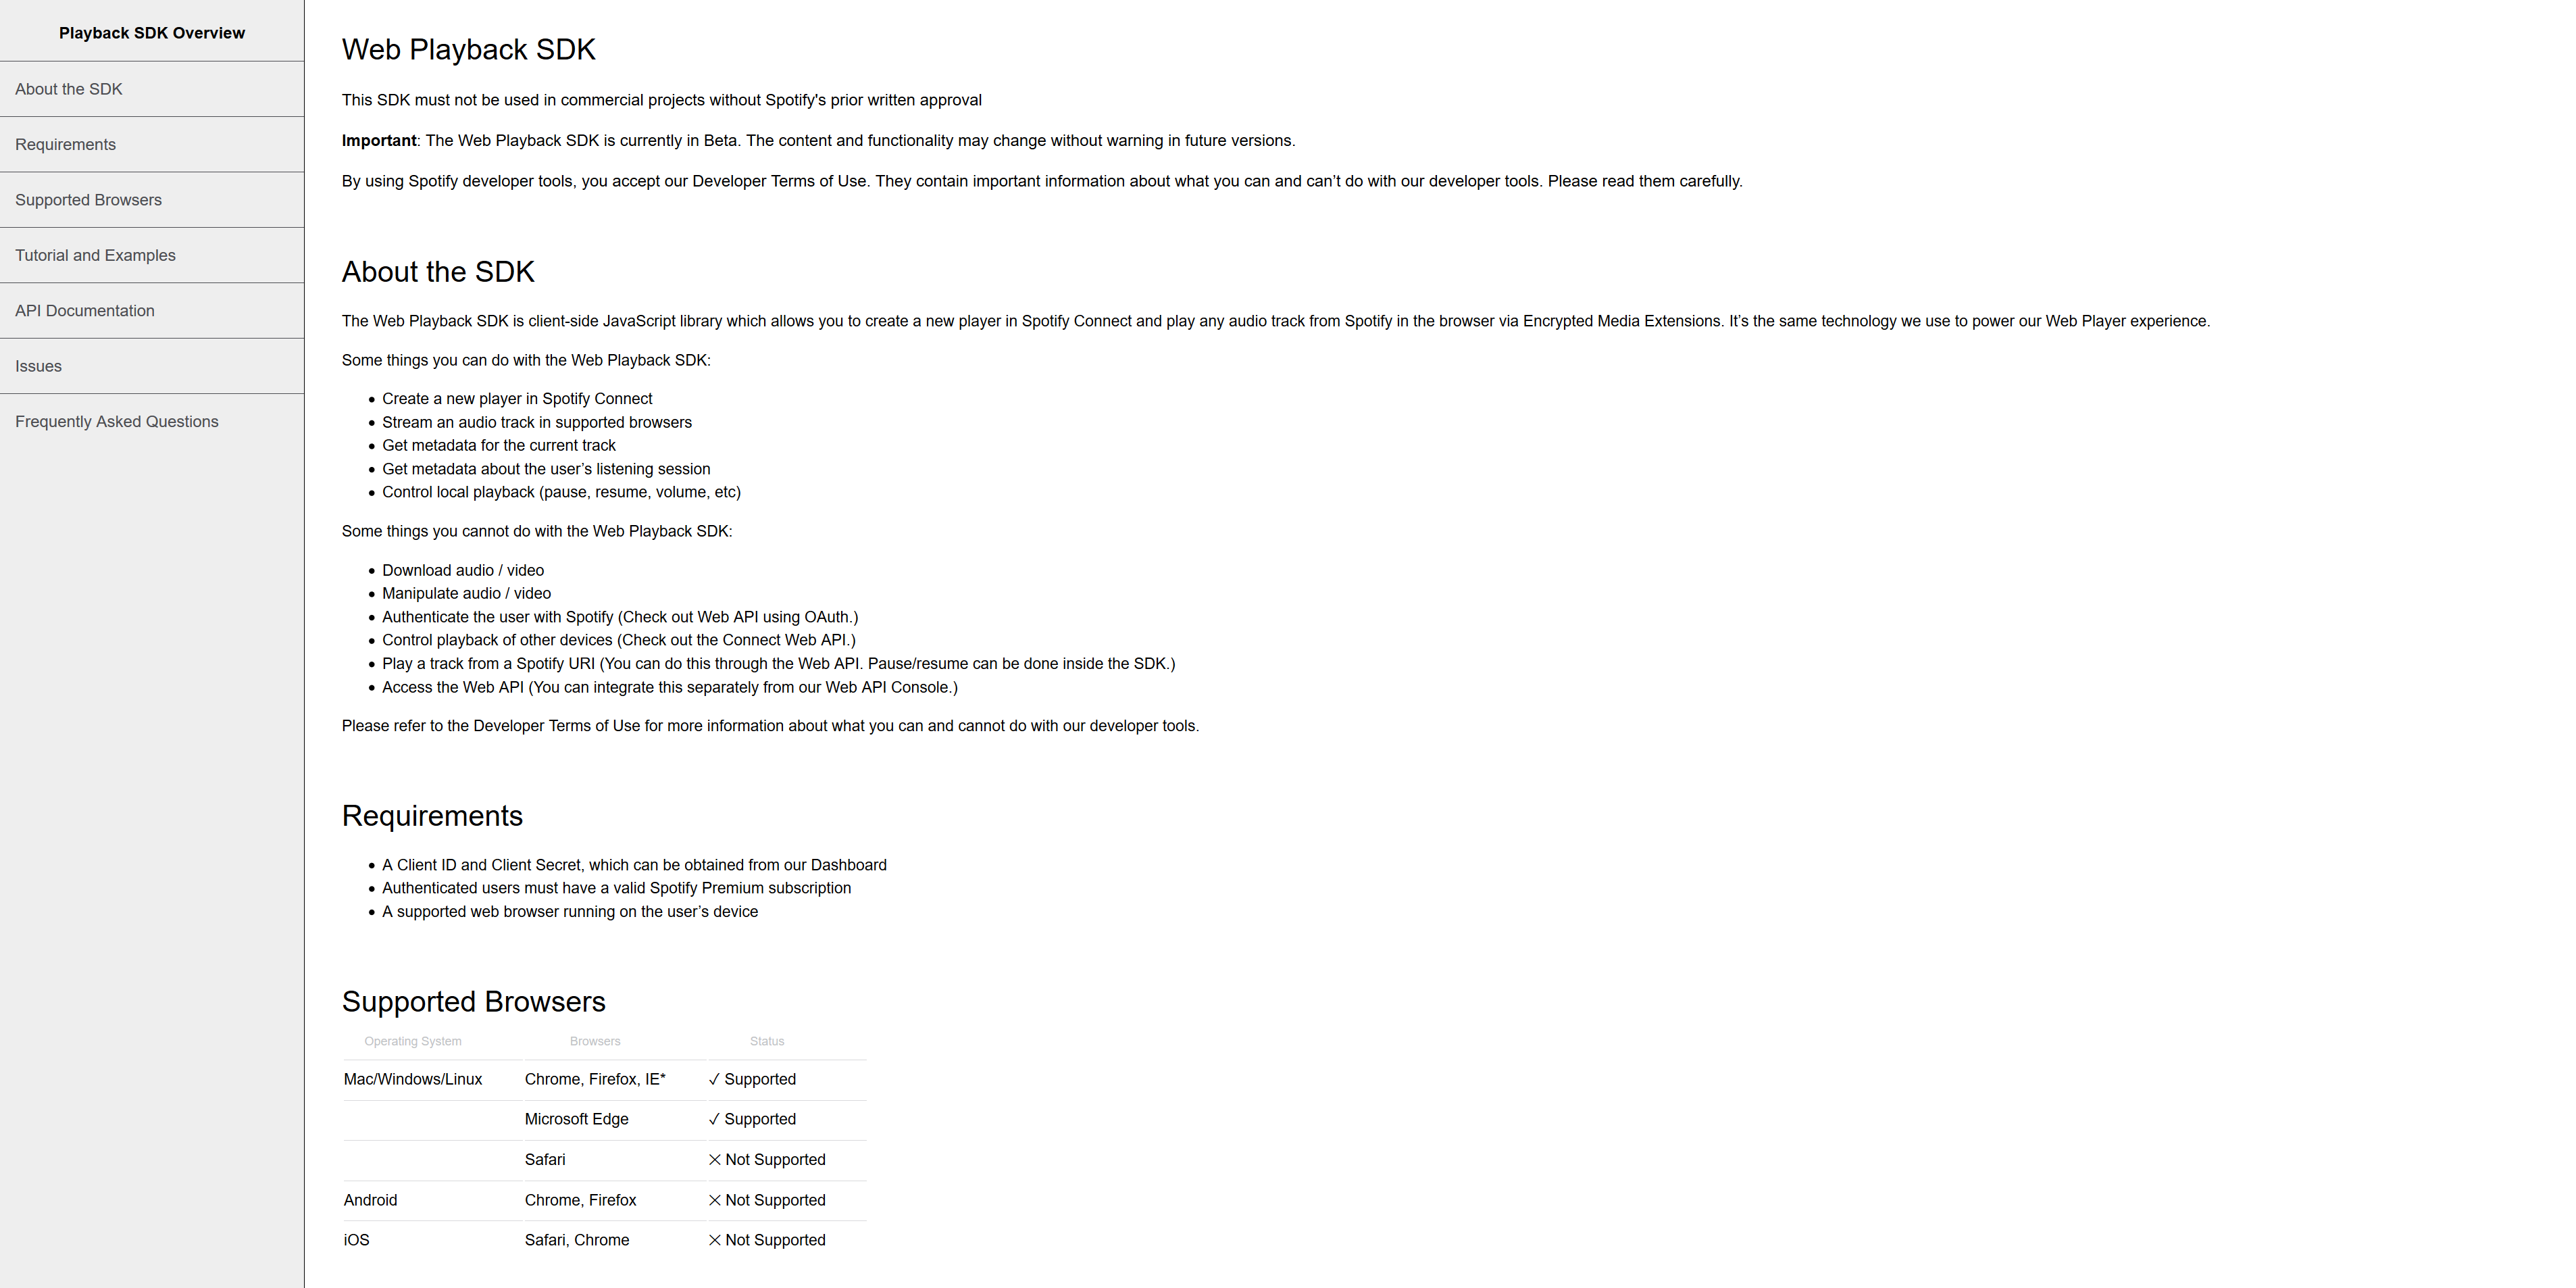 Playback SDK Overview
About the SDK
Requirements
Supported Browsers
Tutorial and Examples
API Documentation
Issues
Frequently Asked Questions
Web Playback SDK
This SDK must not be used in commercial projects without Spotify's prior written approval
Important: The Web Playback SDK is currently in Beta. The content and functionality may change without warning in future versions.
By using Spotify developer tools, you accept our Developer Terms of Use. They contain important information about what you can and can’t do with our developer tools. Please read them carefully.
About the SDK
The Web Playback SDK is client-side JavaScript library which allows you to create a new player in Spotify Connect and play any audio track from Spotify in the browser via Encrypted Media Extensions. It’s the same technology we use to power our Web Player experience.
Some things you can do with the Web Playback SDK:
• Create a new player in Spotify Connect
• Stream an audio track in supported browsers
• Get metadata for the current track
• Get metadata about the user’s listening session
• Control local playback (pause, resume, volume, etc)
Some things you cannot do with the Web Playback SDK:
• Download audio / video
• Manipulate audio / video
• Authenticate the user with Spotify (Check out Web API using OAuth.)
• Control playback of other devices (Check out the Connect Web API.)
• Play a track from a Spotify URI (You can do this through the Web API. Pause/resume can be done inside the SDK.)
• Access the Web API (You can integrate this separately from our Web API Console.)
Please refer to the Developer Terms of Use for more information about what you can and cannot do with our developer tools.
Requirements
• A Client ID and Client Secret, which can be obtained from our Dashboard
• Authenticated users must have a valid Spotify Premium subscription
• A supported web browser running on the user’s device
Supported Browsers
Operating System Browsers Status
Mac/Windows/Linux Chrome, Firefox, IE* ✓ Supported
Microsoft Edge ✓ Supported
Safari ✕ Not Supported
Android Chrome, Firefox ✕ Not Supported
iOS Safari, Chrome ✕ Not Supported